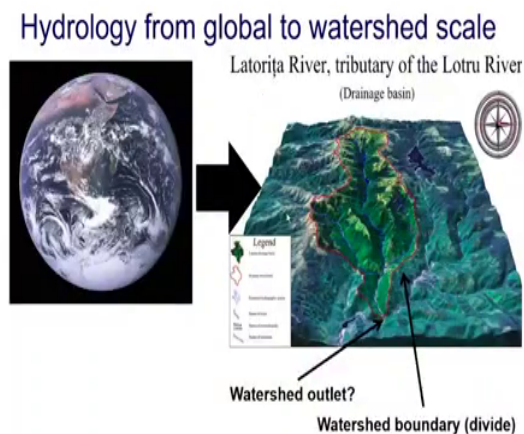 Hydrology from global to watershed scale
Latorița River, tributary of the Lotru River
(Drainage basin)
Legend
Watershed outlet?
Watershed boundary (divide)